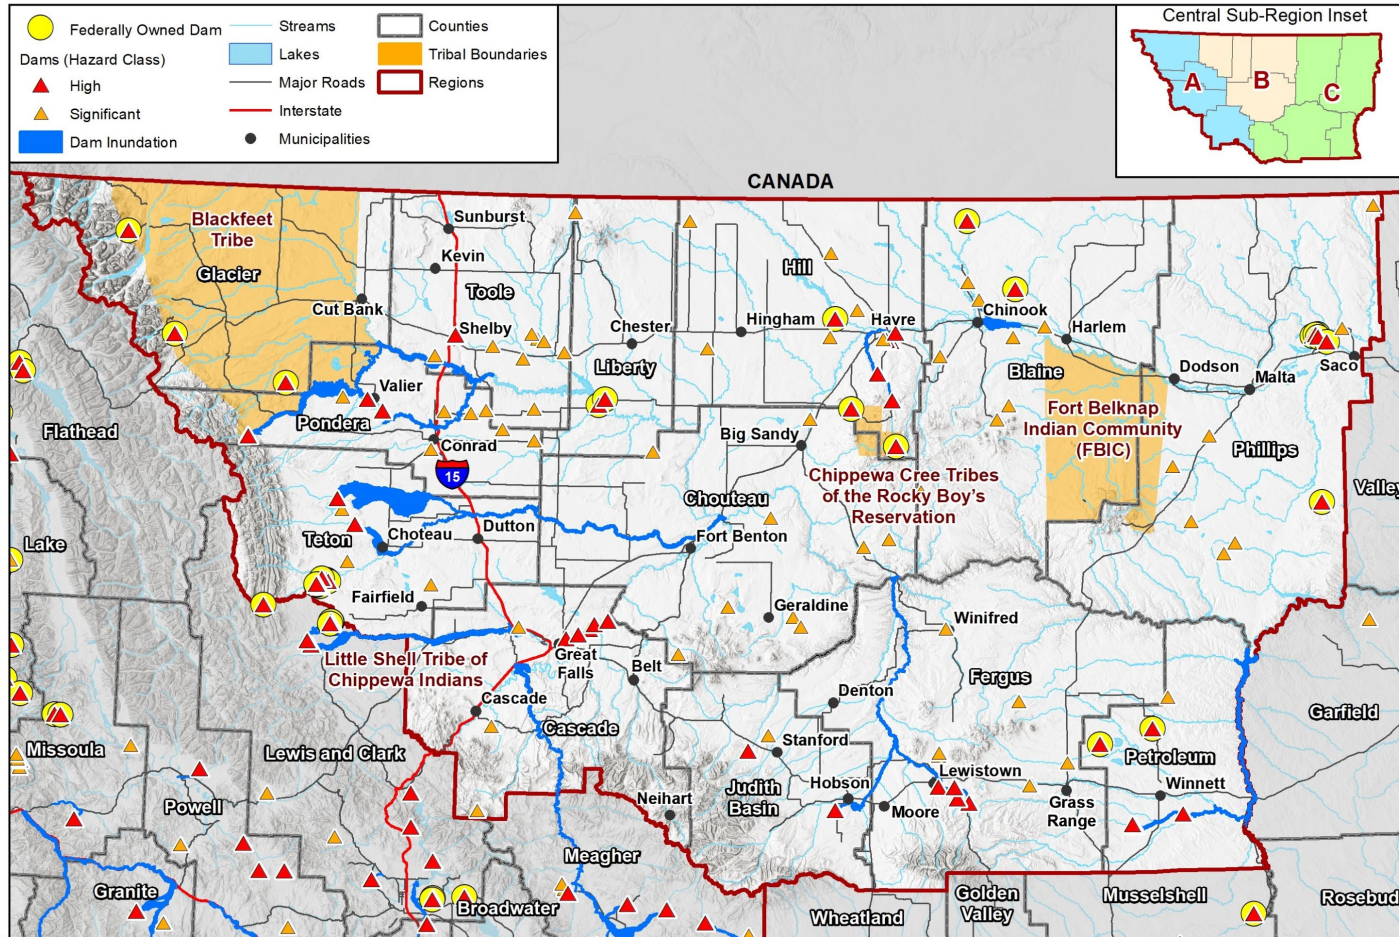 Federally Owned Dam
Dams (Hazard Class)
High
Significant
Dam Inundation
Streams
Lakes
Major Roads
Interstate
Municipalities
Counties
Tribal Boundaries
Regions
Central Sub-Region Inset
A
B
C
CANADA
Blackfeet
Tribe
Glacier
Sunburst
Kevin
Toole
Cut Bank
Shelby
Chester
Liberty
Hill
Hingham
Havre
Chinook
Harlem
Blaine
Dodson
Malta
Saco
Valier
Pondera
Conrad
Flathead
Big Sandy
Fort Belknap
Indian Community
(FBIC)
Phillips
Valley
15
Chippewa Cree Tribes
of the Rocky Boy's
Reservation
Chouteau
Lake
Teton
Choteau
Dutton
Fort Benton
Fairfield
Geraldine
Winifred
Great
Falls
Belt
Little Shell Tribe of
Chippewa Indians
Cascade
Cascade
Denton
Fergus
Garfield
Missoula
Lewis and Clark
Stanford
Petroleum
Judith
Basin
Hobson
Lewistown
Winnett
Moore
Grass
Range
Neihart
Powell
Meagher
Granite
Broadwater
Wheatland
Golden
Valley
Musselshell
Rosebud